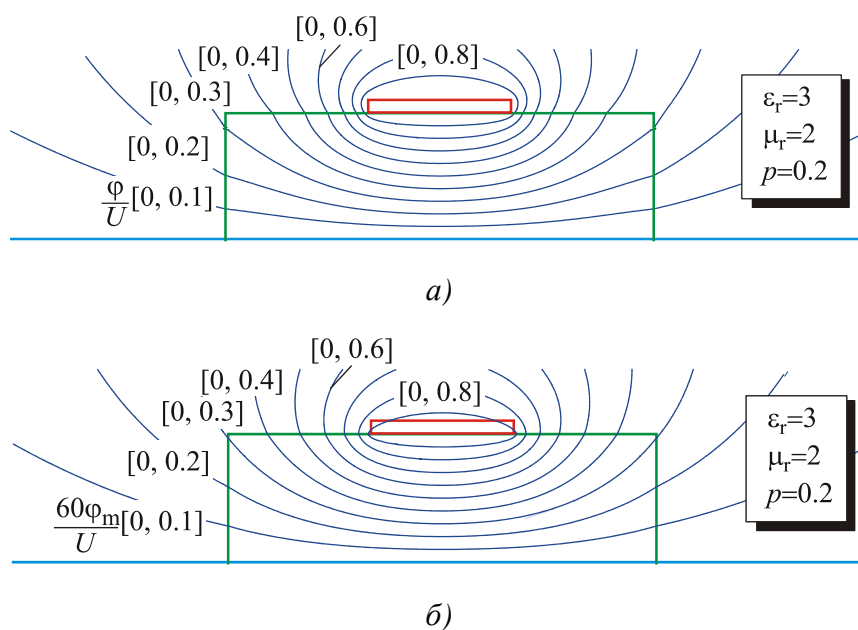 [0, 0.6]
[0, 0.4]
[0, 0.8]
[0, 0.3]
[0, 0.2]
φ/U [0, 0.1]
εr=3
μr=2
p=0.2
а)
[0, 0.6]
[0, 0.4]
[0, 0.8]
[0, 0.3]
[0, 0.2]
60φm/U [0, 0.1]
εr=3
μr=2
p=0.2
б)